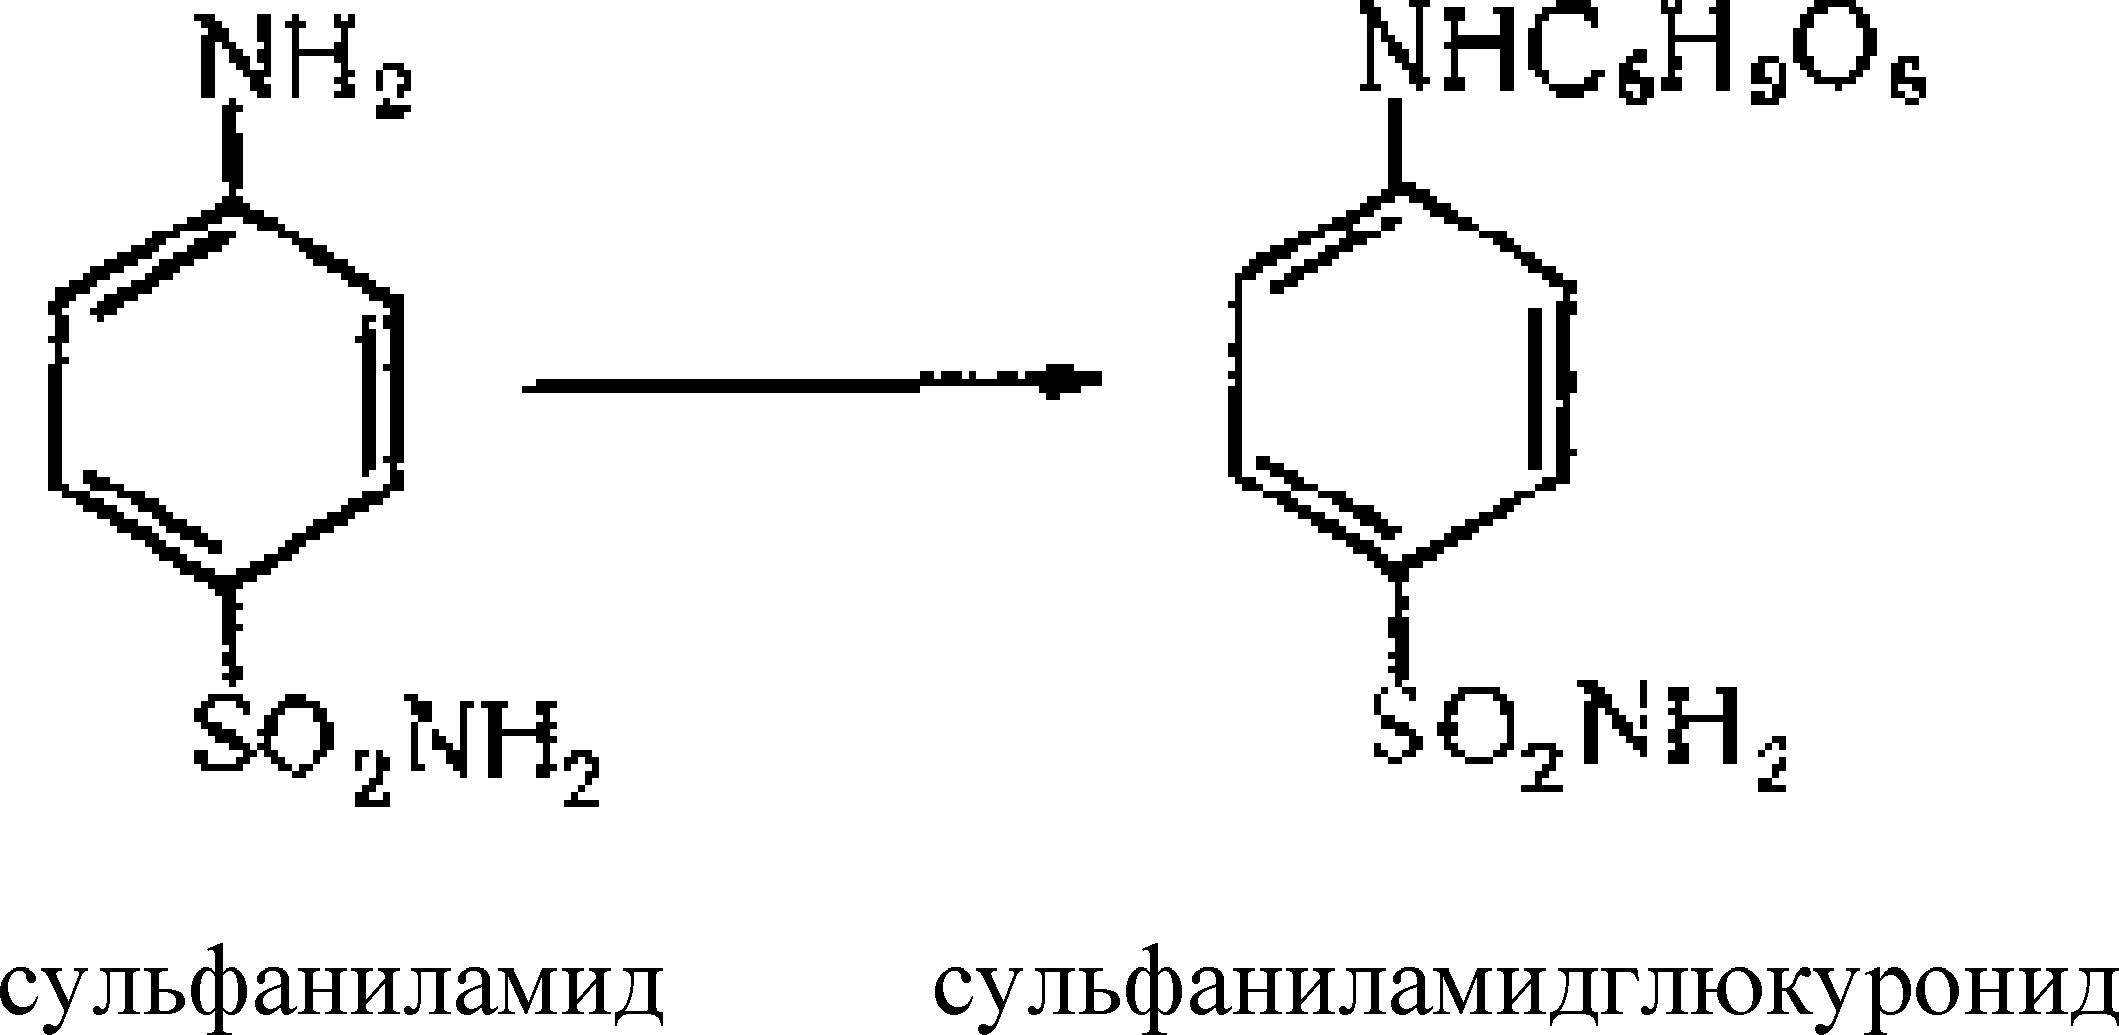 NH₂ NHC₆H₉O₆
SO₂NH₂ SO₂NH₂
сульфаниламид сульфаниламидглюкуронид